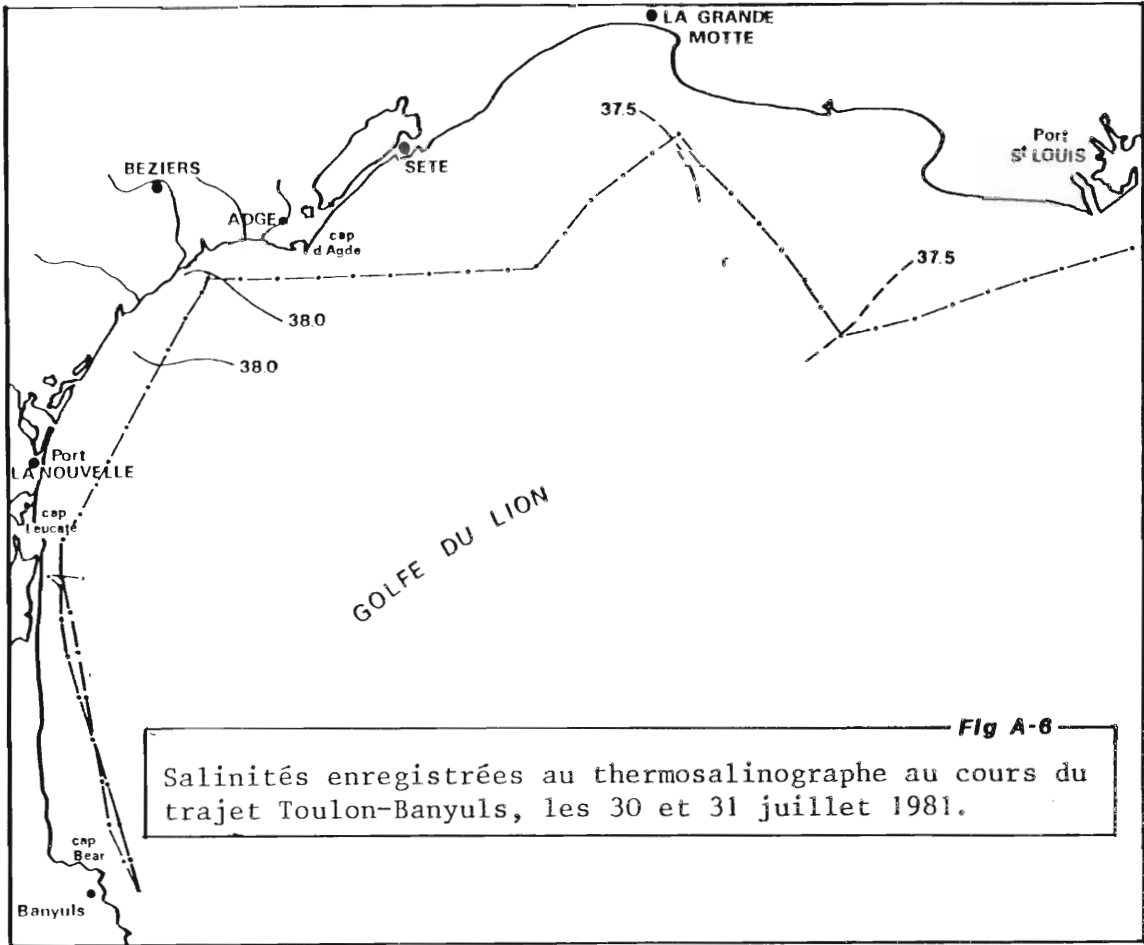 LA GRANDE
MOTTE
37.5
Port
St LOUIS
SETE
BEZIERS
ADGE
cap
d Agde
37.5
38.0
38.0
Port
LA NOUVELLE
cap
Leucate
GOLFE DU LION
Fig A-6
Salinités enregistrées au thermosalinographe au cours du
trajet Toulon-Banyuls, les 30 et 31 juillet 1981.
cap
Bear
Banyuls